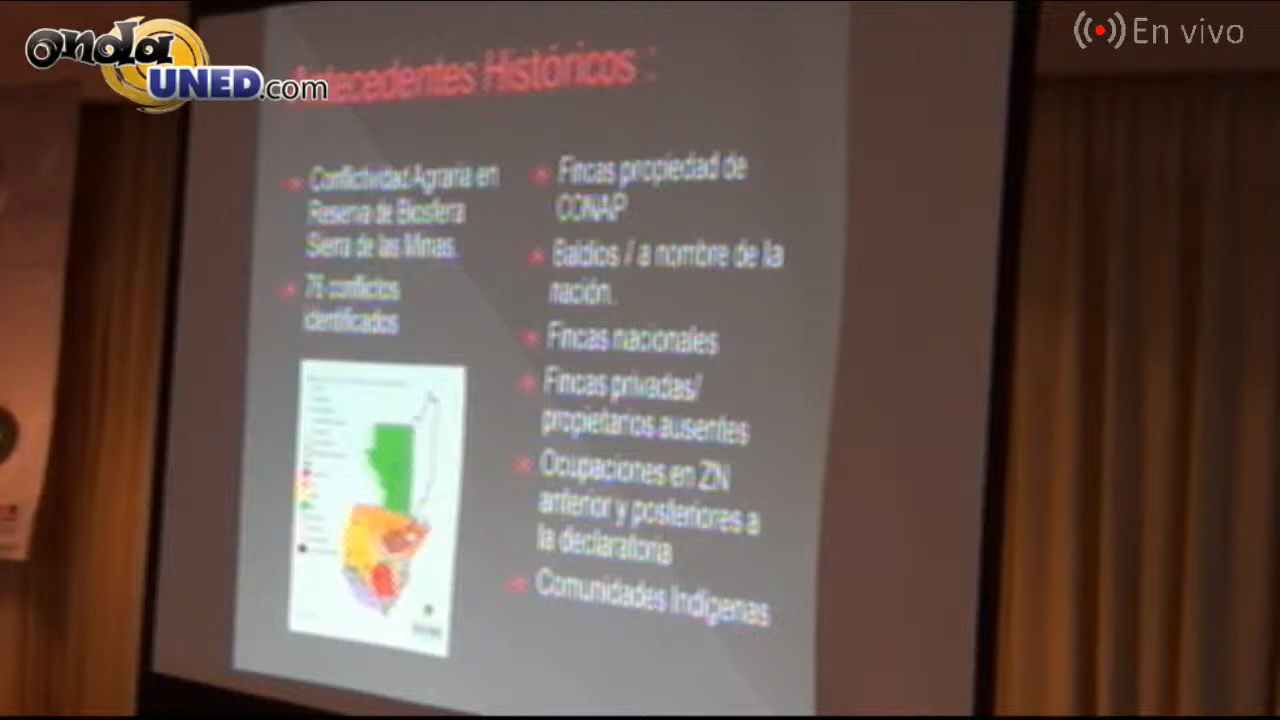 onda
UNED.com
En vivo
Antecedentes Históricos :
Conflictividad Agraria en
Reserva de Biosfera
Sierra de las Minas.
76 conflictos
identificados
Fincas propiedad de
CONAP
Baldios / a nombre de la
nación.
Fincas nacionales
Fincas privadas/
propietarios ausentes
Ocupaciones en ZN
anterior y posteriores a
la declaratoria
Comunidades Indígenas